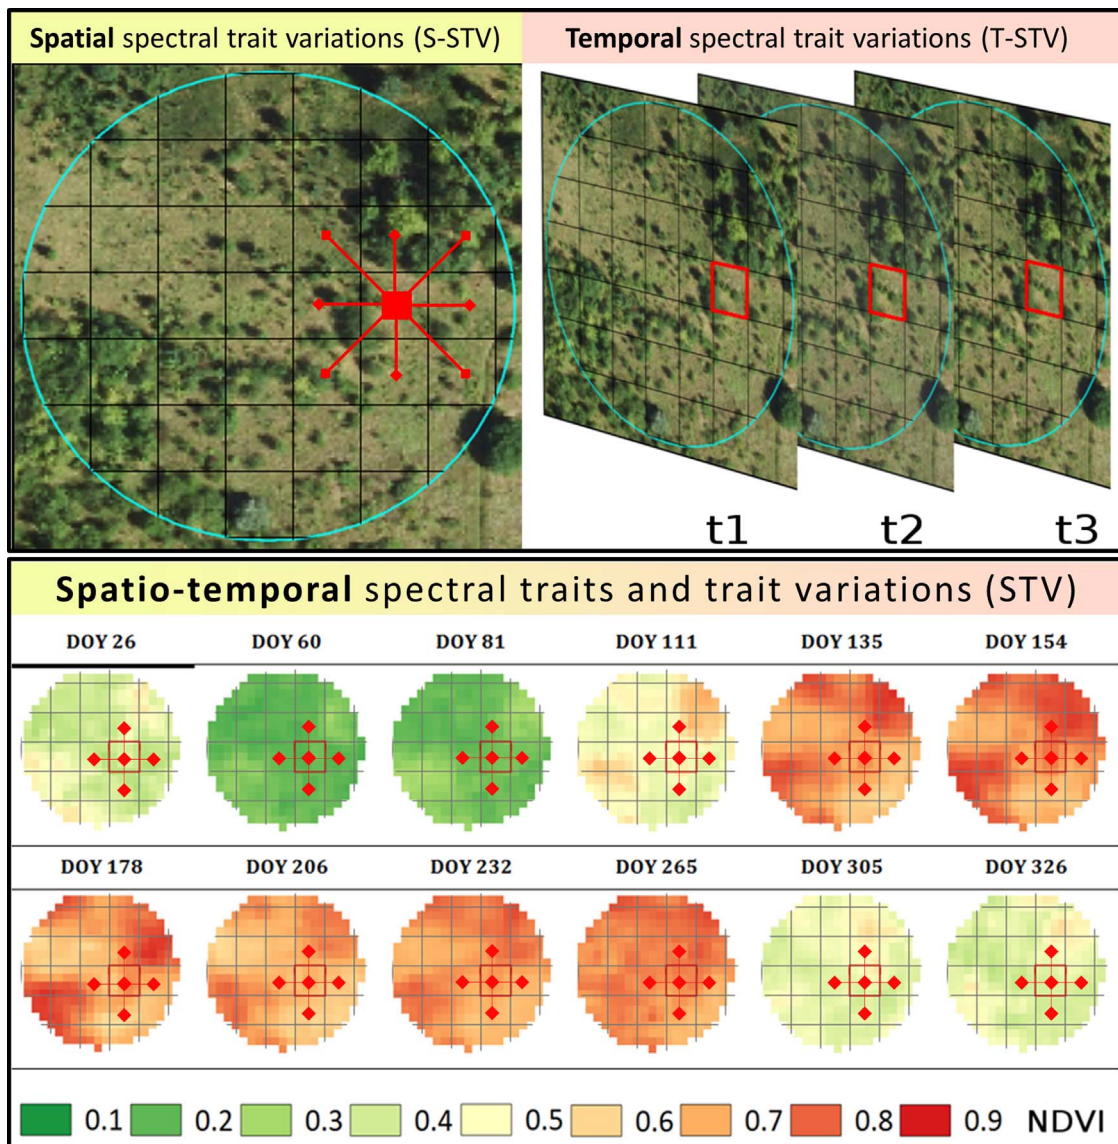 Spatial spectral trait variations (S-STV)
Temporal spectral trait variations (T-STV)
t1 t2 t3
Spatio-temporal spectral traits and trait variations (STV)
DOY 26 DOY 60 DOY 81 DOY 111 DOY 135 DOY 154
DOY 178 DOY 206 DOY 232 DOY 265 DOY 305 DOY 326
0.1 0.2 0.3 0.4 0.5 0.6 0.7 0.8 0.9 NDVI